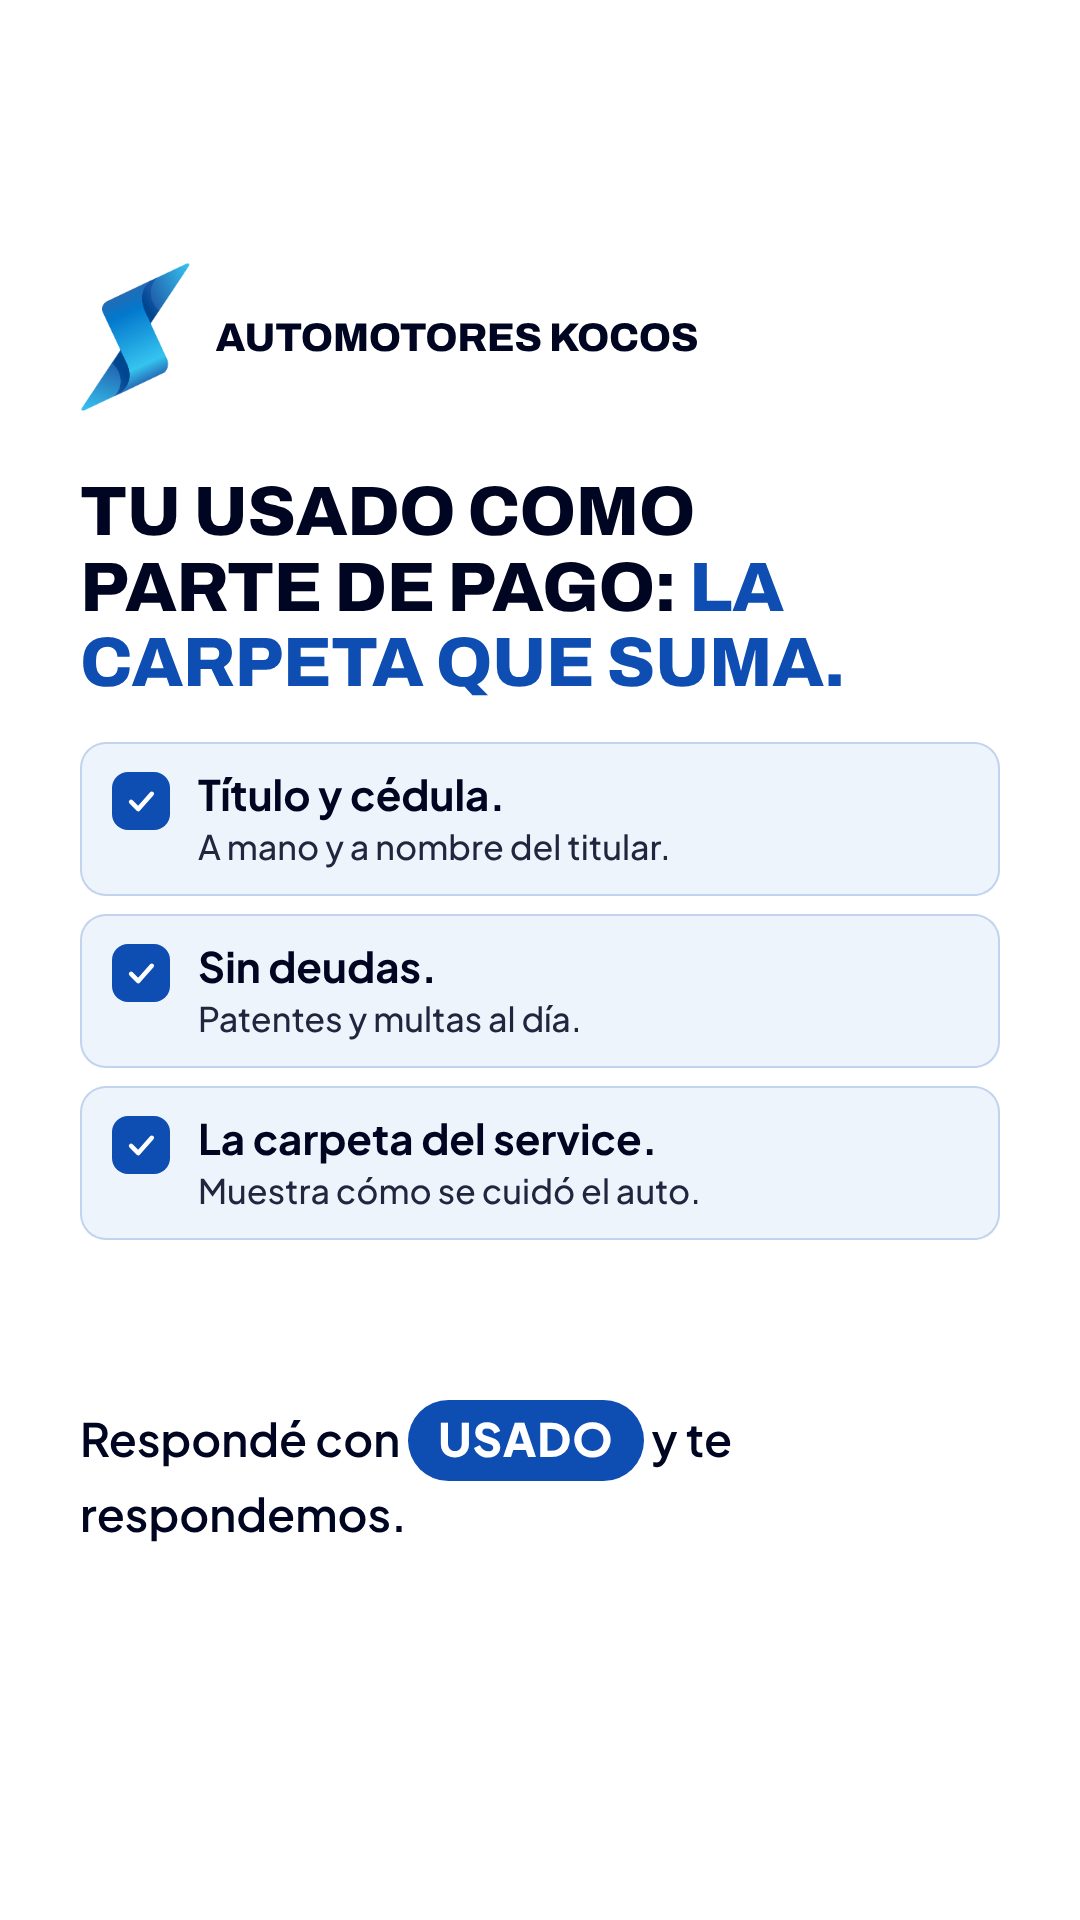 AUTOMOTORES KOCOS
TU USADO COMO
PARTE DE PAGO: LA
CARPETA QUE SUMA.
Título y cédula.
A mano y a nombre del titular.
Sin deudas.
Patentes y multas al día.
La carpeta del service.
Muestra cómo se cuidó el auto.
Respondé con USADO y te
respondemos.